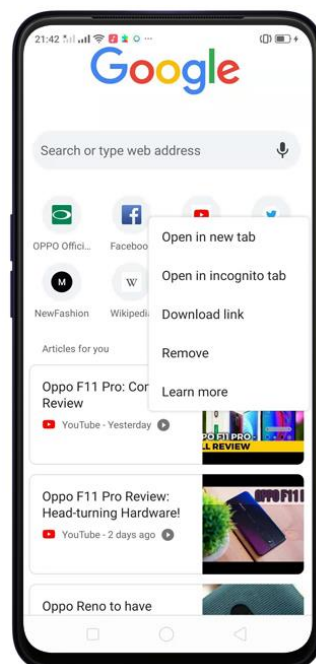 21:42
Google
Search or type web address
OPPO Offici...
Faceboo
NewFashion
Wikipedi
Open in new tab
Open in incognito tab
Download link
Remove
Learn more
Articles for you
Oppo F11 Pro: Cor
Review
YouTube - Yesterday
LL REVIEW
Oppo F11 Pro Review:
Head-turning Hardware!
YouTube - 2 days ago
Oppo Reno to have